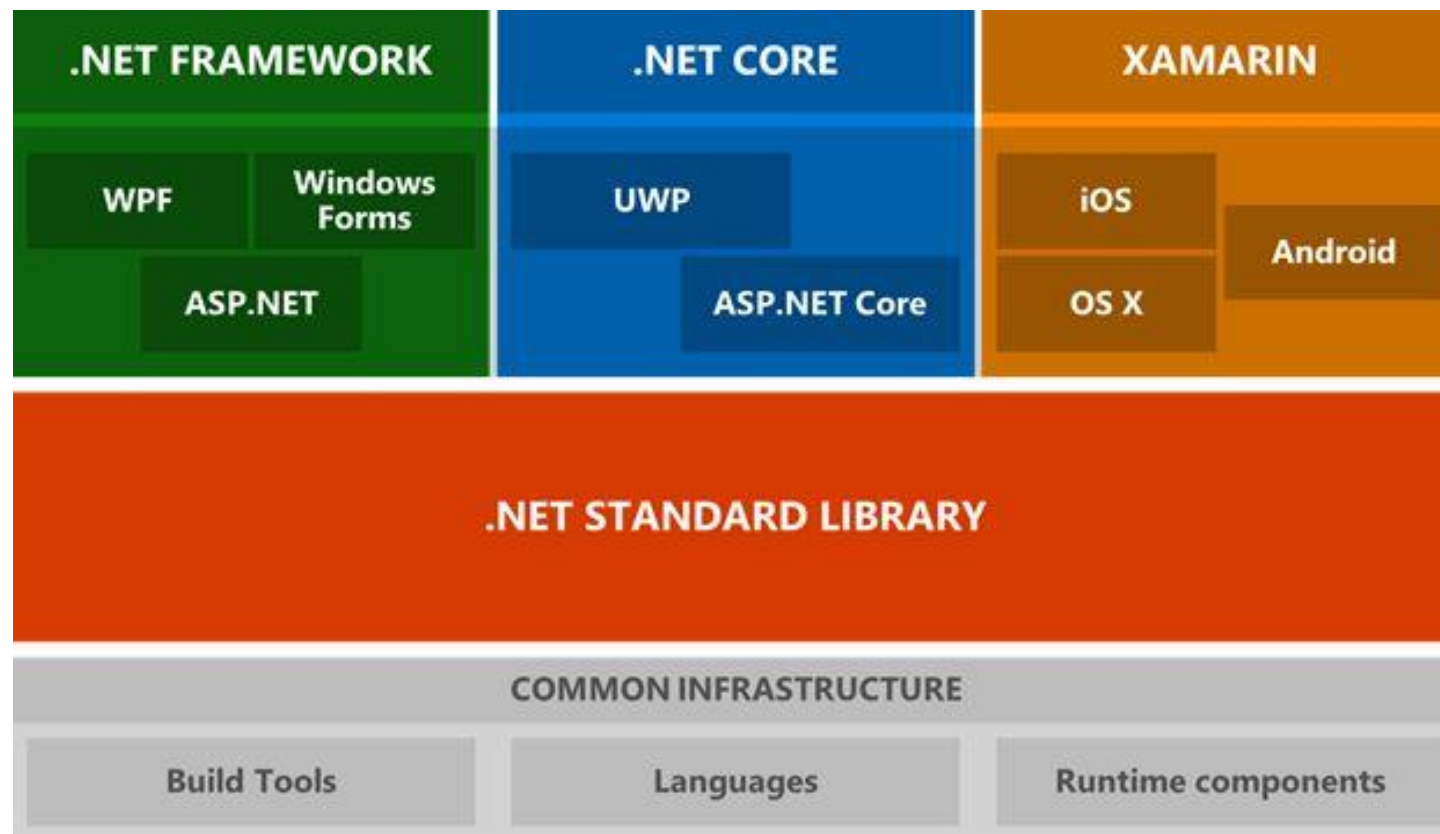 .NET FRAMEWORK
.NET CORE
XAMARIN
WPF
Windows
Forms
ASP.NET
UWP
ASP.NET Core
iOS
Android
OS X
.NET STANDARD LIBRARY
COMMON INFRASTRUCTURE
Build Tools
Languages
Runtime components